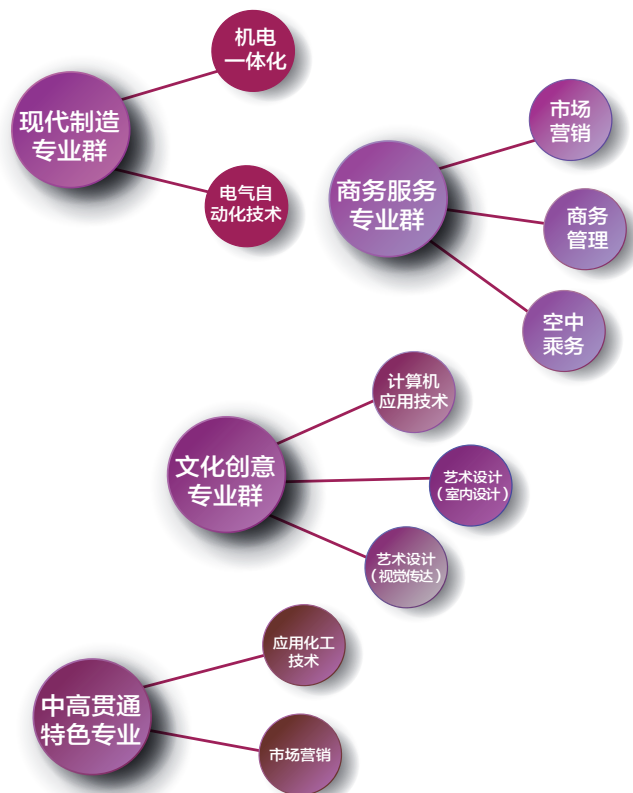 现代制造
专业群
机电
一体化
电气自
动化技术
商务服务
专业群
市场
营销
商务
管理
空中
乘务
文化创意
专业群
计算机
应用技术
艺术设计
（室内设计）
艺术设计
（视觉传达）
中高贯通
特色专业
应用化工
技术
市场营销